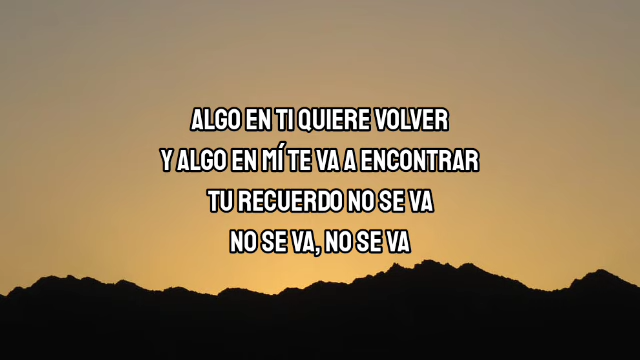 ALGO EN TI QUIERE VOLVER
Y ALGO EN MÍ TE VA A ENCONTRAR
TU RECUERDO NO SE VA
NO SE VA, NO SE VA